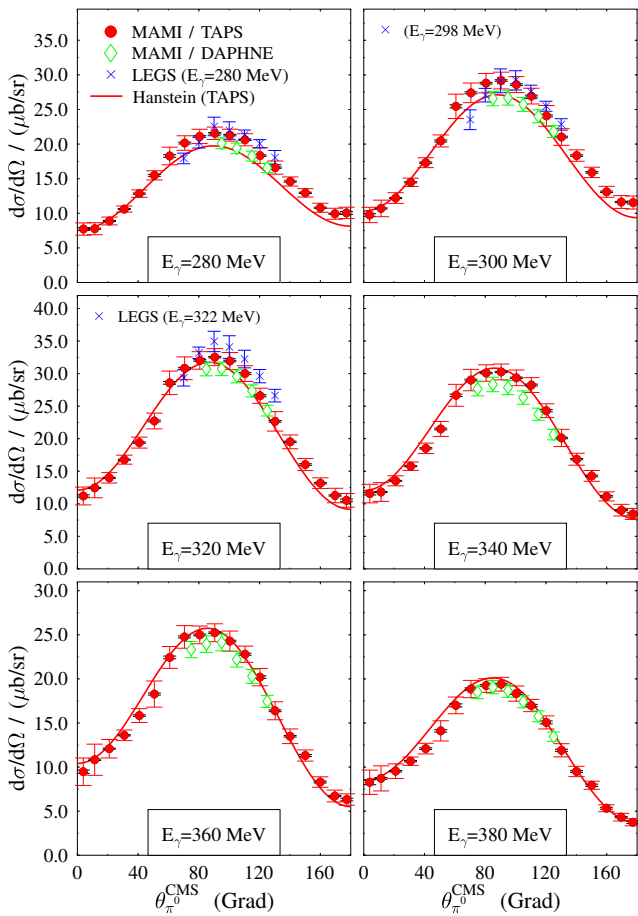 MAMI / TAPS
MAMI / DAPHNE
LEGS (Eγ=280 MeV)
Hanstein (TAPS)
(Eγ=298 MeV)
dσ/dΩ / (μb/sr)
35.0
30.0
25.0
20.0
15.0
10.0
5.0
0.0
Eγ=280 MeV
Eγ=300 MeV
LEGS (Eγ=322 MeV)
dσ/dΩ / (μb/sr)
40.0
35.0
30.0
25.0
20.0
15.0
10.0
5.0
0.0
Eγ=320 MeV
Eγ=340 MeV
dσ/dΩ / (μb/sr)
30.0
25.0
20.0
15.0
10.0
5.0
0.0
Eγ=360 MeV
Eγ=380 MeV
0 40 80 120 160 0 40 80 120 160
θπ0CMS (Grad) θπ0CMS (Grad)